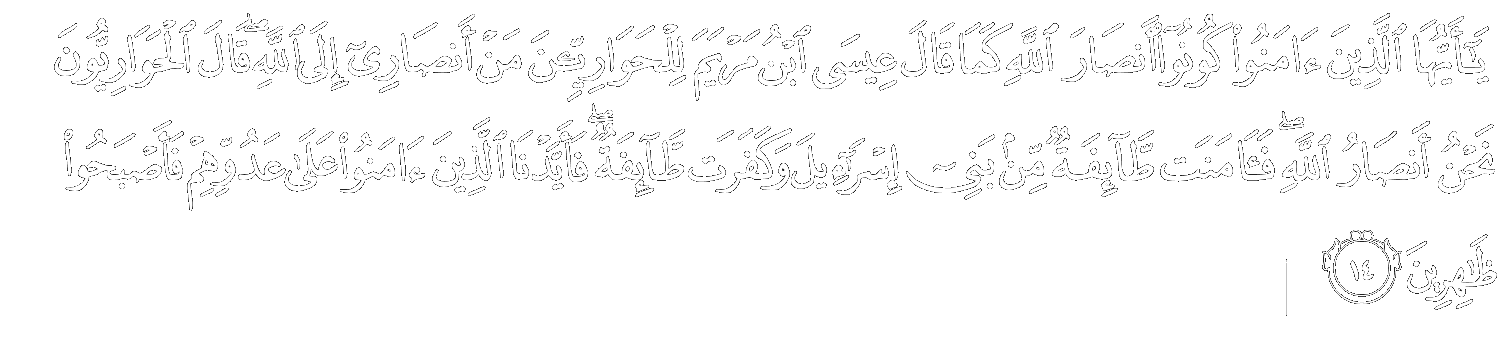 يَٰٓأَيُّهَا ٱلَّذِينَ ءَامَنُوا۟ كُونُوٓا۟ أَنصَارَ ٱللَّهِ كَمَا قَالَ عِيسَى ٱبْنُ مَرْيَمَ لِلْحَوَارِيِّـۧنَ مَنْ أَنصَارِىٓ إِلَى ٱللَّهِ ۖ قَالَ ٱلْحَوَارِيُّونَ
نَحْنُ أَنصَارُ ٱللَّهِ ۖ فَـَٔامَنَت طَّآئِفَةٌ مِّنۢ بَنِىٓ إِسْرَٰٓءِيلَ وَكَفَرَت طَّآئِفَةٌ ۖ فَأَيَّدْنَا ٱلَّذِينَ ءَامَنُوا۟ عَلَىٰ عَدُوِّهِمْ فَأَصْبَحُوا۟
ظَٰهِرِينَ ١٤